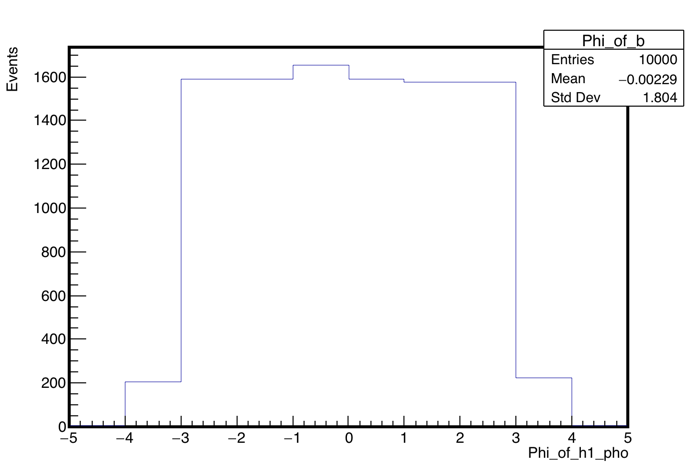 Phi_of_b
Entries 10000
Mean −0.00229
Std Dev 1.804
Events
1600
1400
1200
1000
800
600
400
200
0
−5 −4 −3 −2 −1 0 1 2 3 4 5
Phi_of_h1_pho